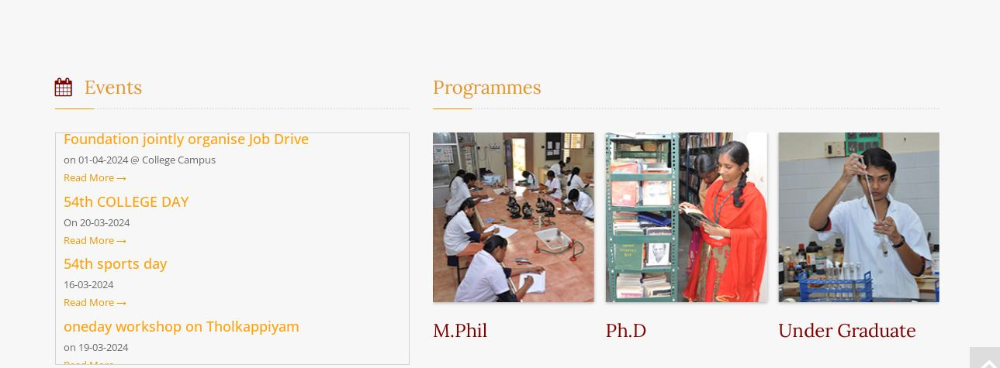 Events
Foundation jointly organise Job Drive
on 01-04-2024 @ College Campus
Read More →
54th COLLEGE DAY
On 20-03-2024
Read More →
54th sports day
16-03-2024
Read More →
oneday workshop on Tholkappiyam
on 19-03-2024
Read More
Programmes
M.Phil
Ph.D
Under Graduate